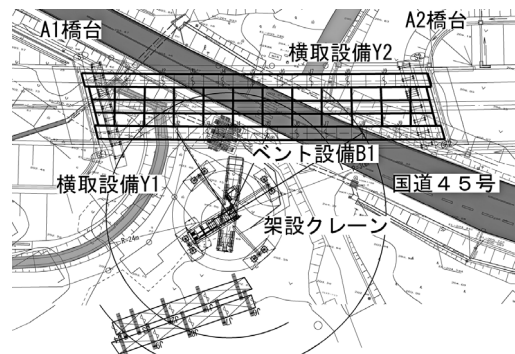 A1橋台
A2橋台
横取設備Y2
ベント設備B1
横取設備Y1
国道４５号
架設クレーン
R=24m